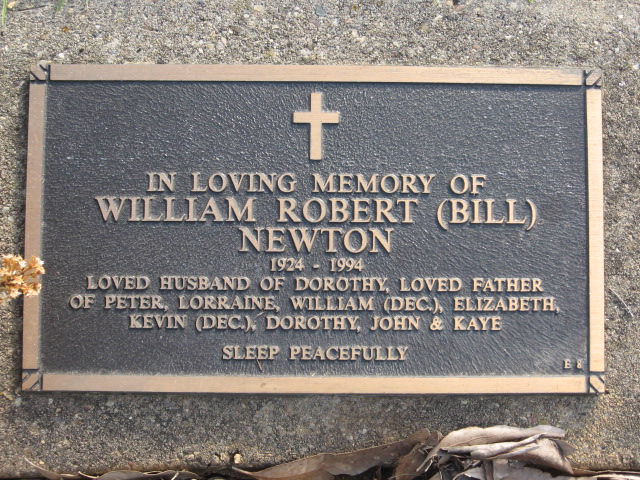 IN LOVING MEMORY OF
WILLIAM ROBERT (BILL)
NEWTON
1924 - 1994
LOVED HUSBAND OF DOROTHY, LOVED FATHER
OF PETER, LORRAINE, WILLIAM (DEC.), ELIZABETH,
KEVIN (DEC.), DOROTHY, JOHN & KAYE
SLEEP PEACEFULLY